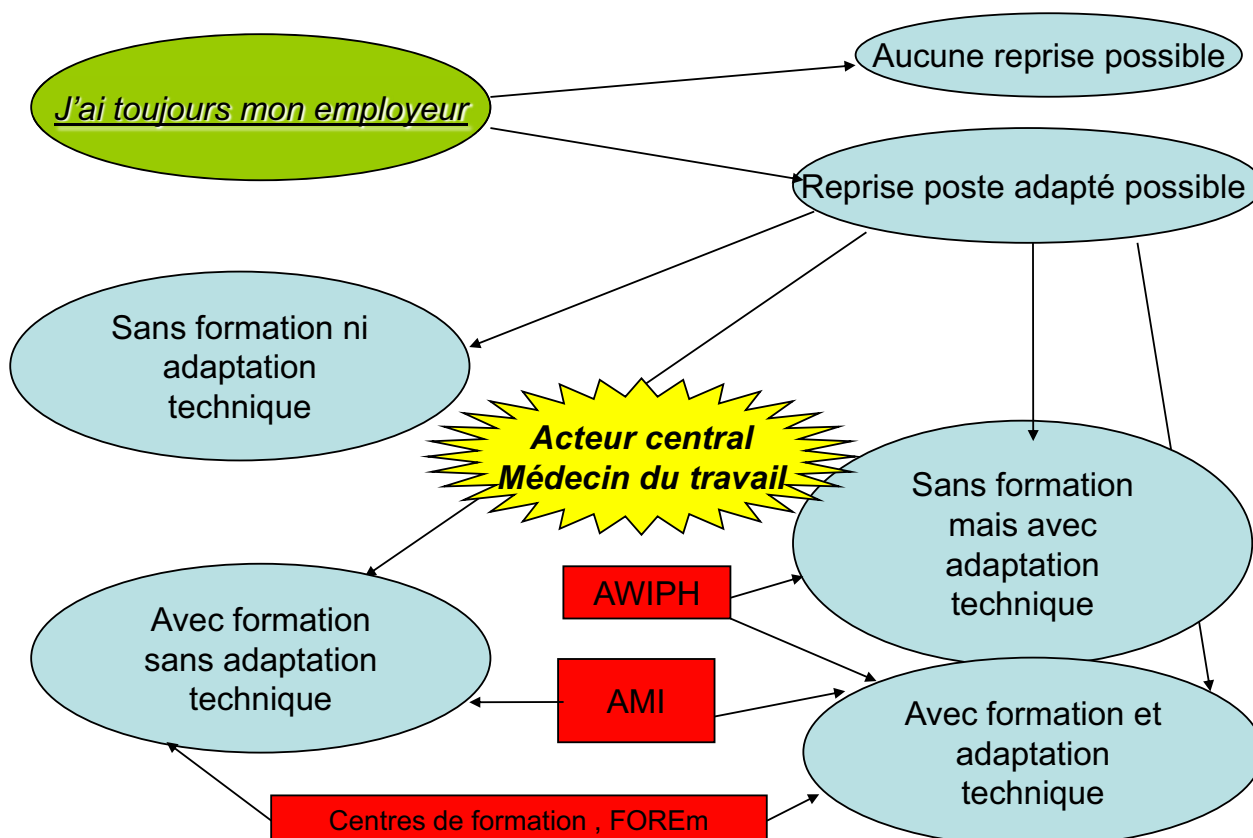 Aucune reprise possible
J'ai toujours mon employeur
Reprise poste adapté possible
Sans formation ni
adaptation
technique
Acteur central
Médecin du travail
Sans formation
mais avec
adaptation
technique
AWIPH
Avec formation
sans adaptation
technique
AMI
Avec formation et
adaptation
technique
Centres de formation , FOREm